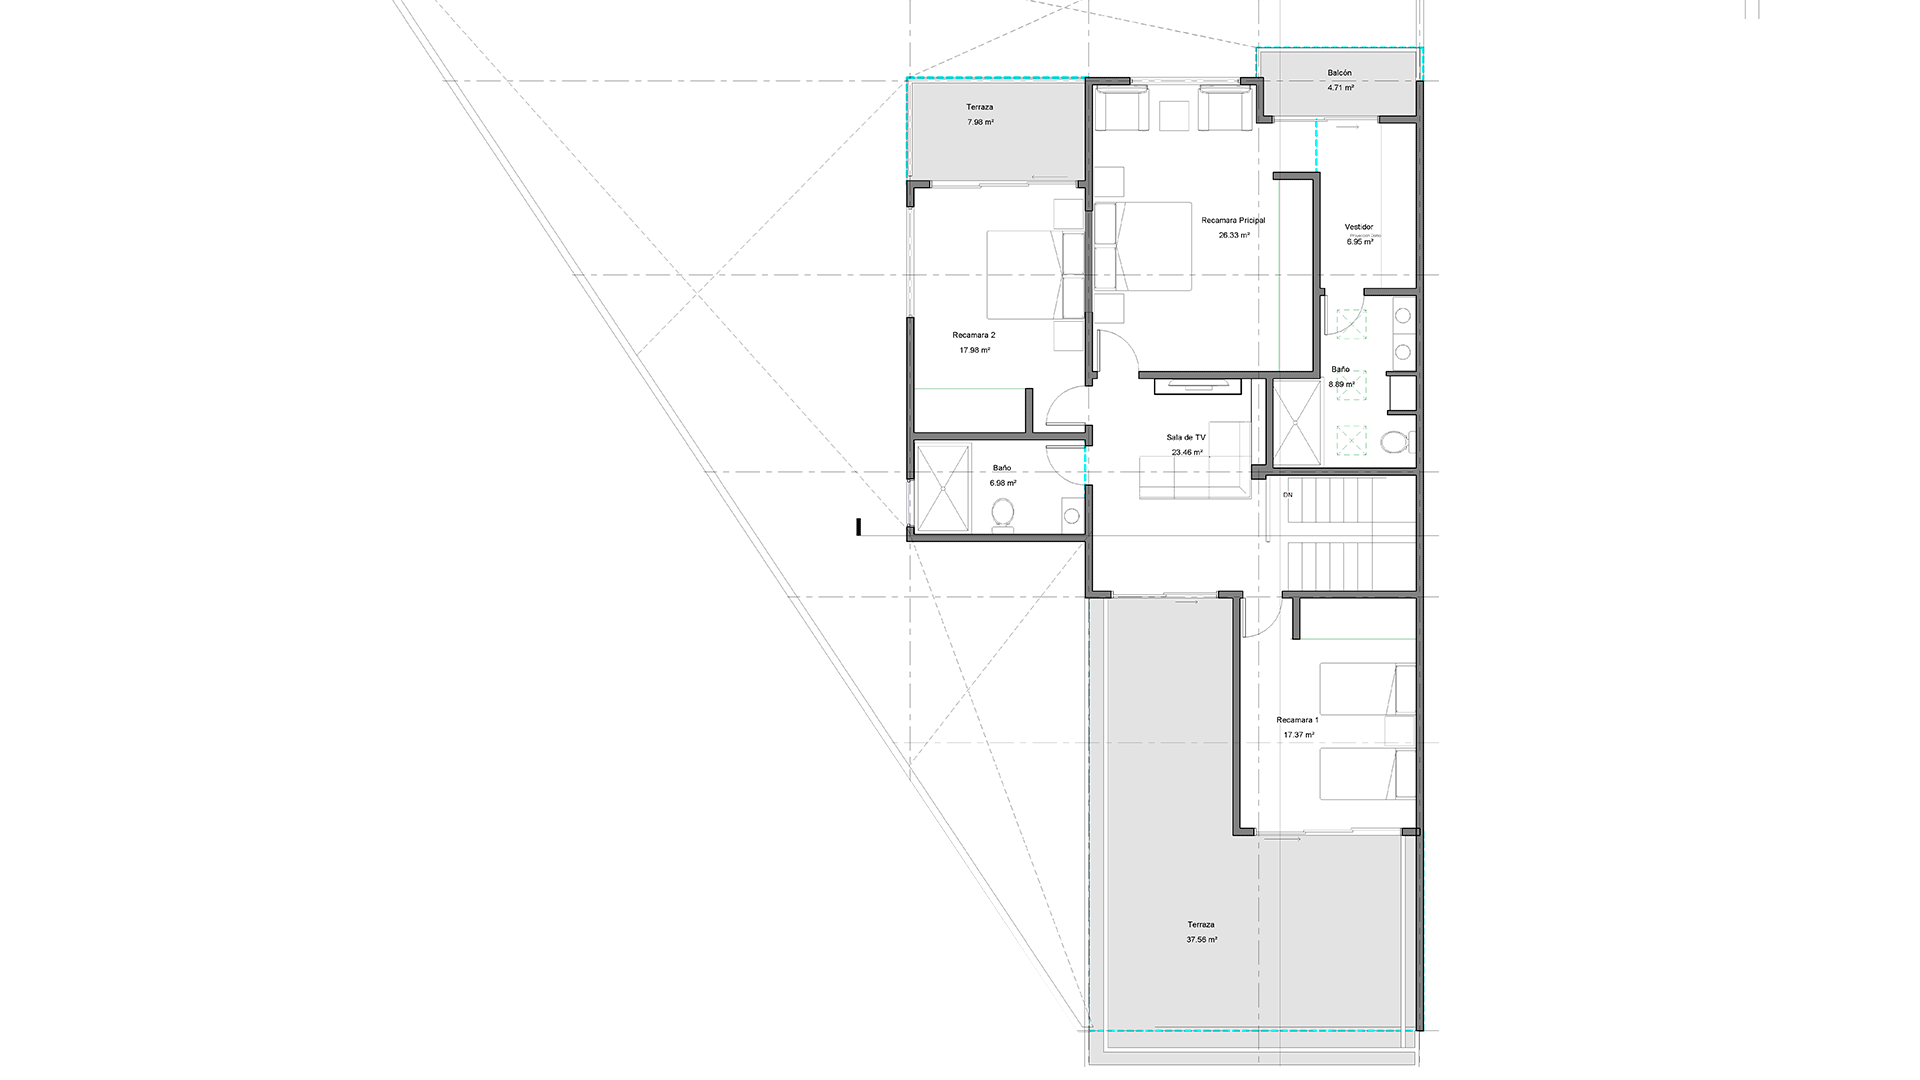 Balcón
4.71 m²
Terraza
7.98 m²
Recamara Pricipal
26.33 m²
Vestidor
6.95 m²
Recamara 2
17.98 m²
Baño
8.89 m²
Sala de TV
23.46 m²
Baño
6.98 m²
DN
Recamara 1
17.37 m²
Terraza
37.56 m²